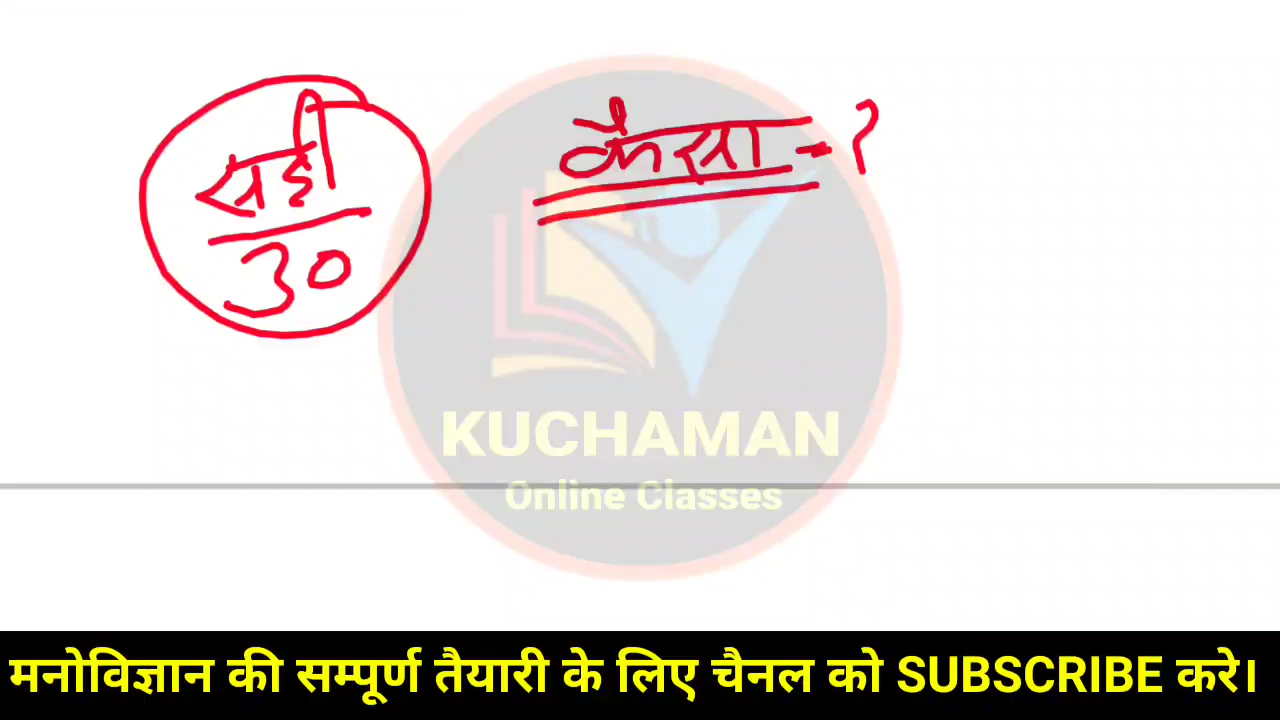 सही
30
कैसा - ?
KUCHAMAN
Online Classes
मनोविज्ञान की सम्पूर्ण तैयारी के लिए चैनल को SUBSCRIBE करे।